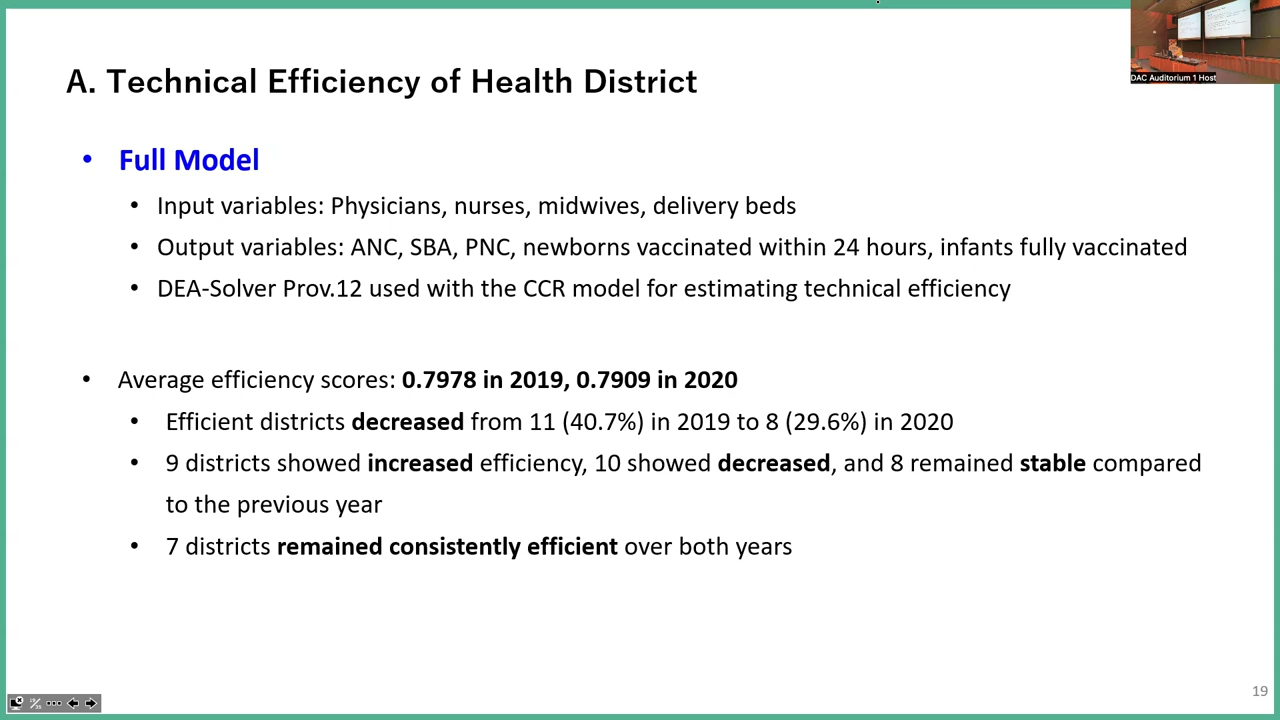 DAC Auditorium 1 Host
A. Technical Efficiency of Health District
• Full Model
• Input variables: Physicians, nurses, midwives, delivery beds
• Output variables: ANC, SBA, PNC, newborns vaccinated within 24 hours, infants fully vaccinated
• DEA-Solver Prov.12 used with the CCR model for estimating technical efficiency
• Average efficiency scores: 0.7978 in 2019, 0.7909 in 2020
• Efficient districts decreased from 11 (40.7%) in 2019 to 8 (29.6%) in 2020
• 9 districts showed increased efficiency, 10 showed decreased, and 8 remained stable compared
to the previous year
• 7 districts remained consistently efficient over both years
19